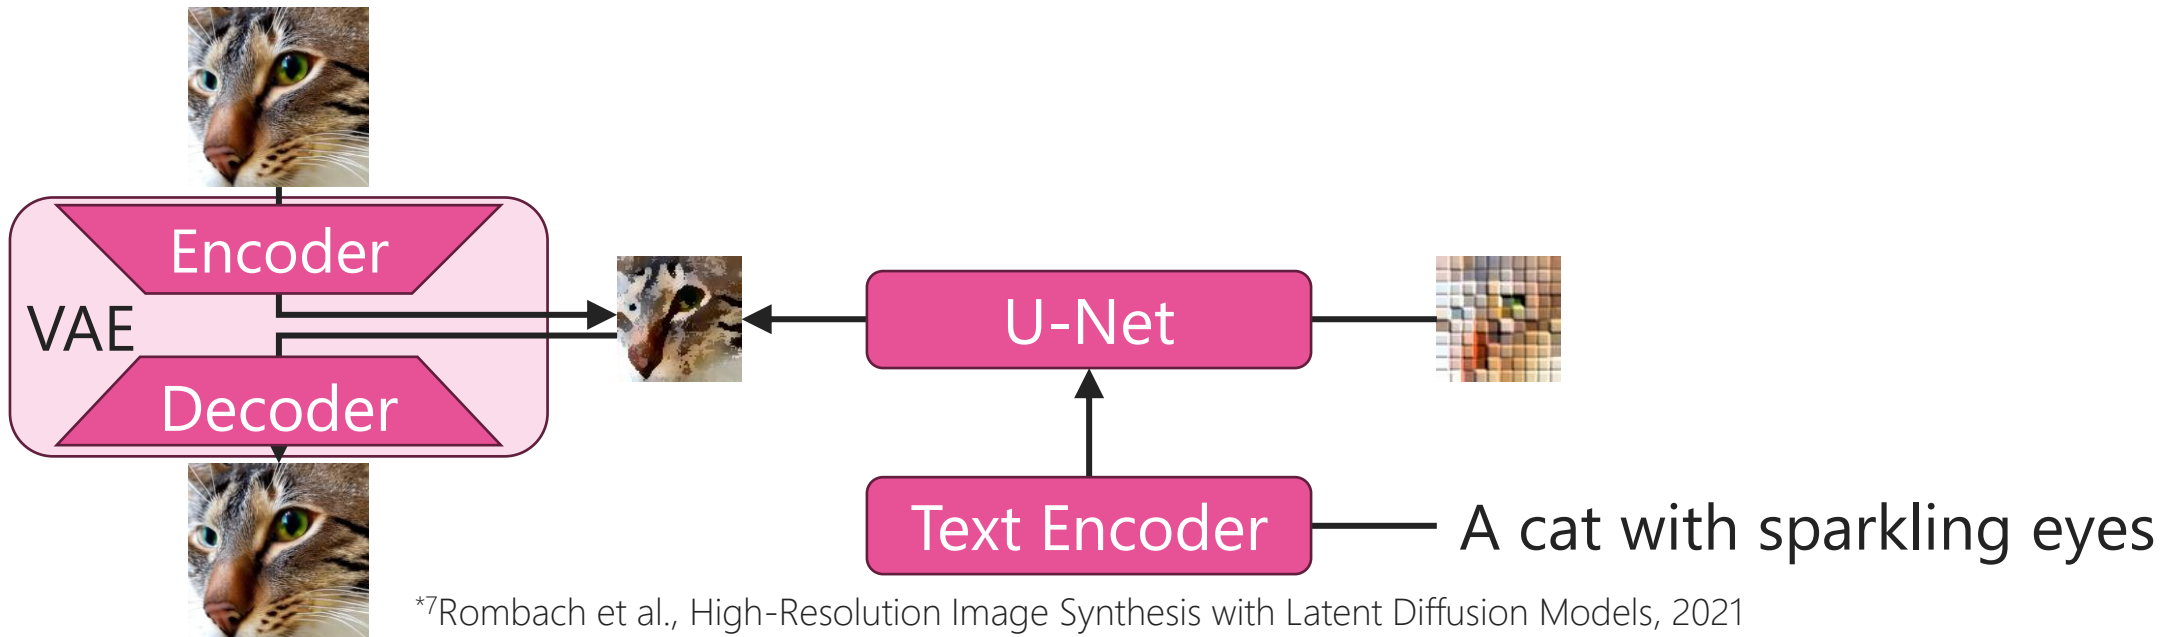 Encoder
VAE
Decoder
U-Net
Text Encoder
A cat with sparkling eyes
*7Rombach et al., High-Resolution Image Synthesis with Latent Diffusion Models, 2021